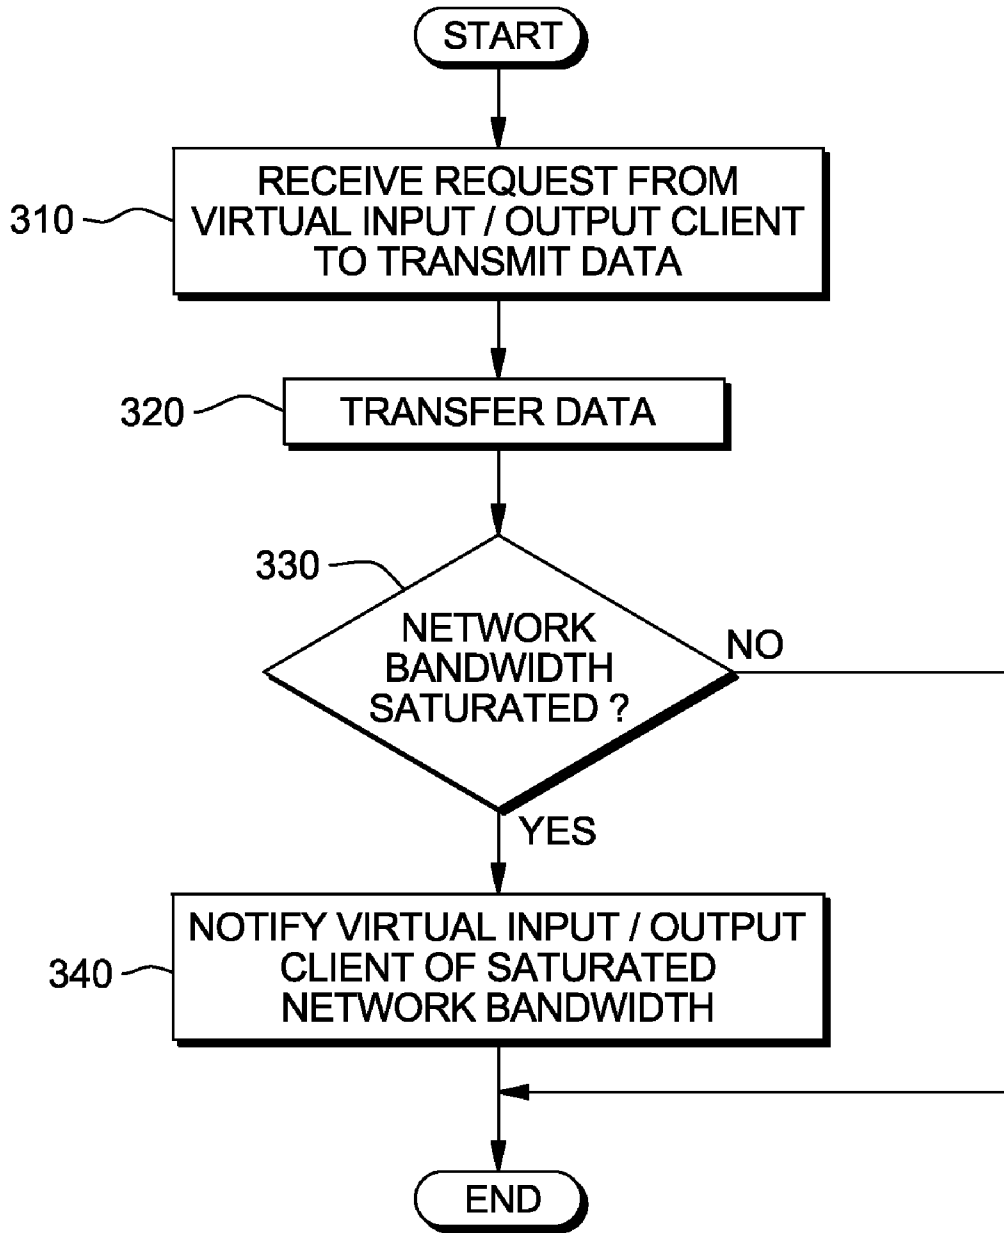 START
310
RECEIVE REQUEST FROM
VIRTUAL INPUT / OUTPUT CLIENT
TO TRANSMIT DATA
320
TRANSFER DATA
330
NETWORK
BANDWIDTH
SATURATED ?
NO
YES
340
NOTIFY VIRTUAL INPUT / OUTPUT
CLIENT OF SATURATED
NETWORK BANDWIDTH
END